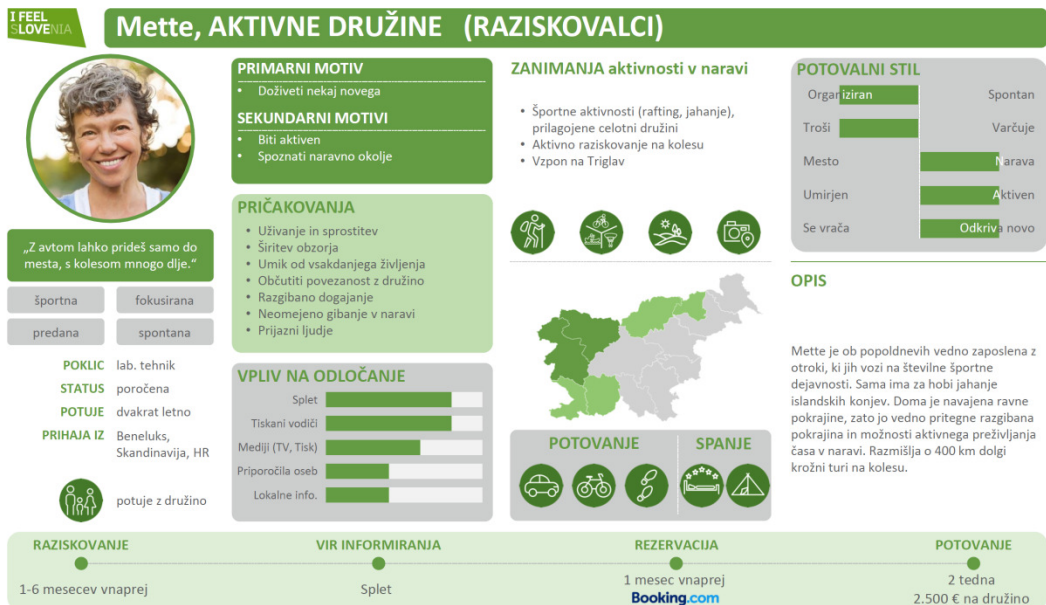 I FEEL
SLOVENIA
Mette, AKTIVNE DRUŽINE (RAZISKOVALCI)
„Z avtom lahko prideš samo do
mesta, s kolesom mnogo dlje.“
športna
fokusirana
predana
spontana
POKLIC lab. tehnik
STATUS poročena
POTUJE dvakrat letno
PRIHAJA IZ Beneluks,
Skandinavija, HR
potuje z družino
PRIMARNI MOTIV
• Doživeti nekaj novega
SEKUNDARNI MOTIVI
• Biti aktiven
• Spoznati naravno okolje
PRIČAKOVANJA
• Uživanje in sprostitev
• Širitev obzorja
• Umik od vsakdanjega življenja
• Občutiti povezanost z družino
• Razgibano dogajanje
• Neomejeno gibanje v naravi
• Prijazni ljudje
VPLIV NA ODLOČANJE
Splet
Tiskani vodiči
Mediji (TV, Tisk)
Priporočila oseb
Lokalne info.
ZANIMANJA aktivnosti v naravi
• Športne aktivnosti (rafting, jahanje),
prilagojene celotni družini
• Aktivno raziskovanje na kolesu
• Vzpon na Triglav
POTOVANJE
SPANJE
POTOVALNI STIL
Organiziran Spontan
Troši Varčuje
Mesto Narava
Umirjen Aktiven
Se vrača Odkriva novo
OPIS
Mette je ob popoldnevih vedno zaposlena z
otroki, ki jih vozi na številne športne
dejavnosti. Sama ima za hobi jahanje
islandskih konjev. Doma je navajena ravne
pokrajine, zato jo vedno pritegne razgibana
pokrajina in možnosti aktivnega preživljanja
časa v naravi. Razmišlja o 400 km dolgi
krožni turi na kolesu.
RAZISKOVANJE
1-6 mesecev vnaprej
VIR INFORMIRANJA
Splet
REZERVACIJA
1 mesec vnaprej
Booking.com
POTOVANJE
2 tedna
2.500 € na družino